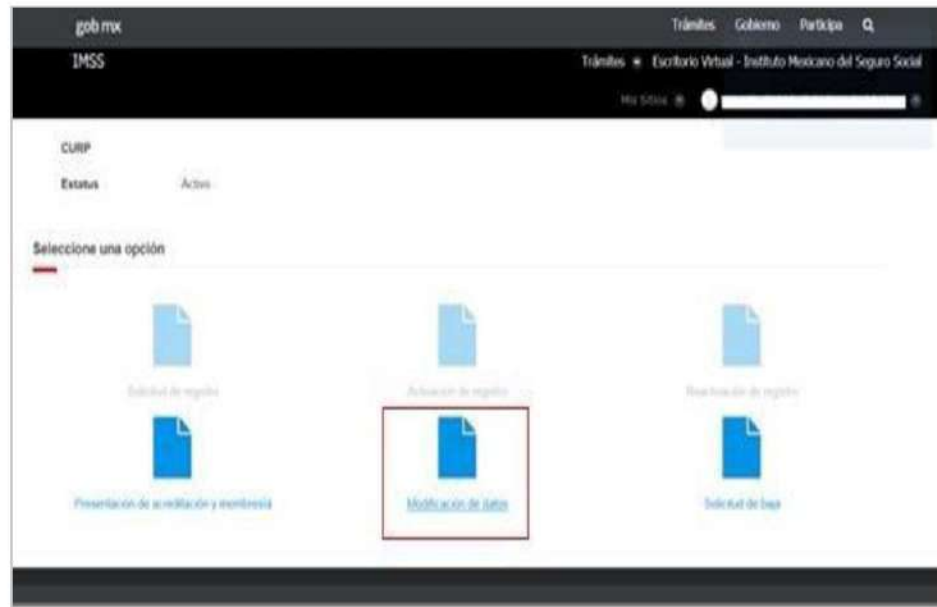 gob mx Trámites Gobierno Participa
IMSS Trámites Escritorio Virtual - Instituto Mexicano del Seguro Social
Mis Sitios
CURP
Estatus Activo
Seleccione una opción
Solicitud de registro Activación de registro Reactivación de registro
Presentación de acreditación y membresía Modificación de datos Solicitud de baja